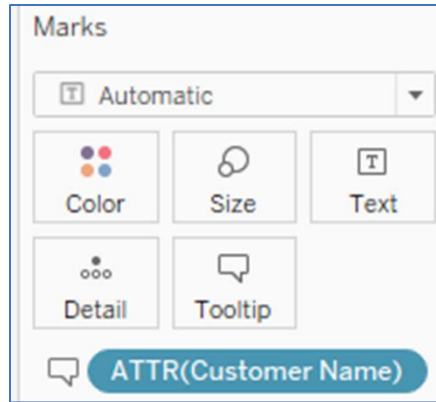 Marks
T Automatic
Color Size T Text
Detail Tooltip
ATTR(Customer Name)